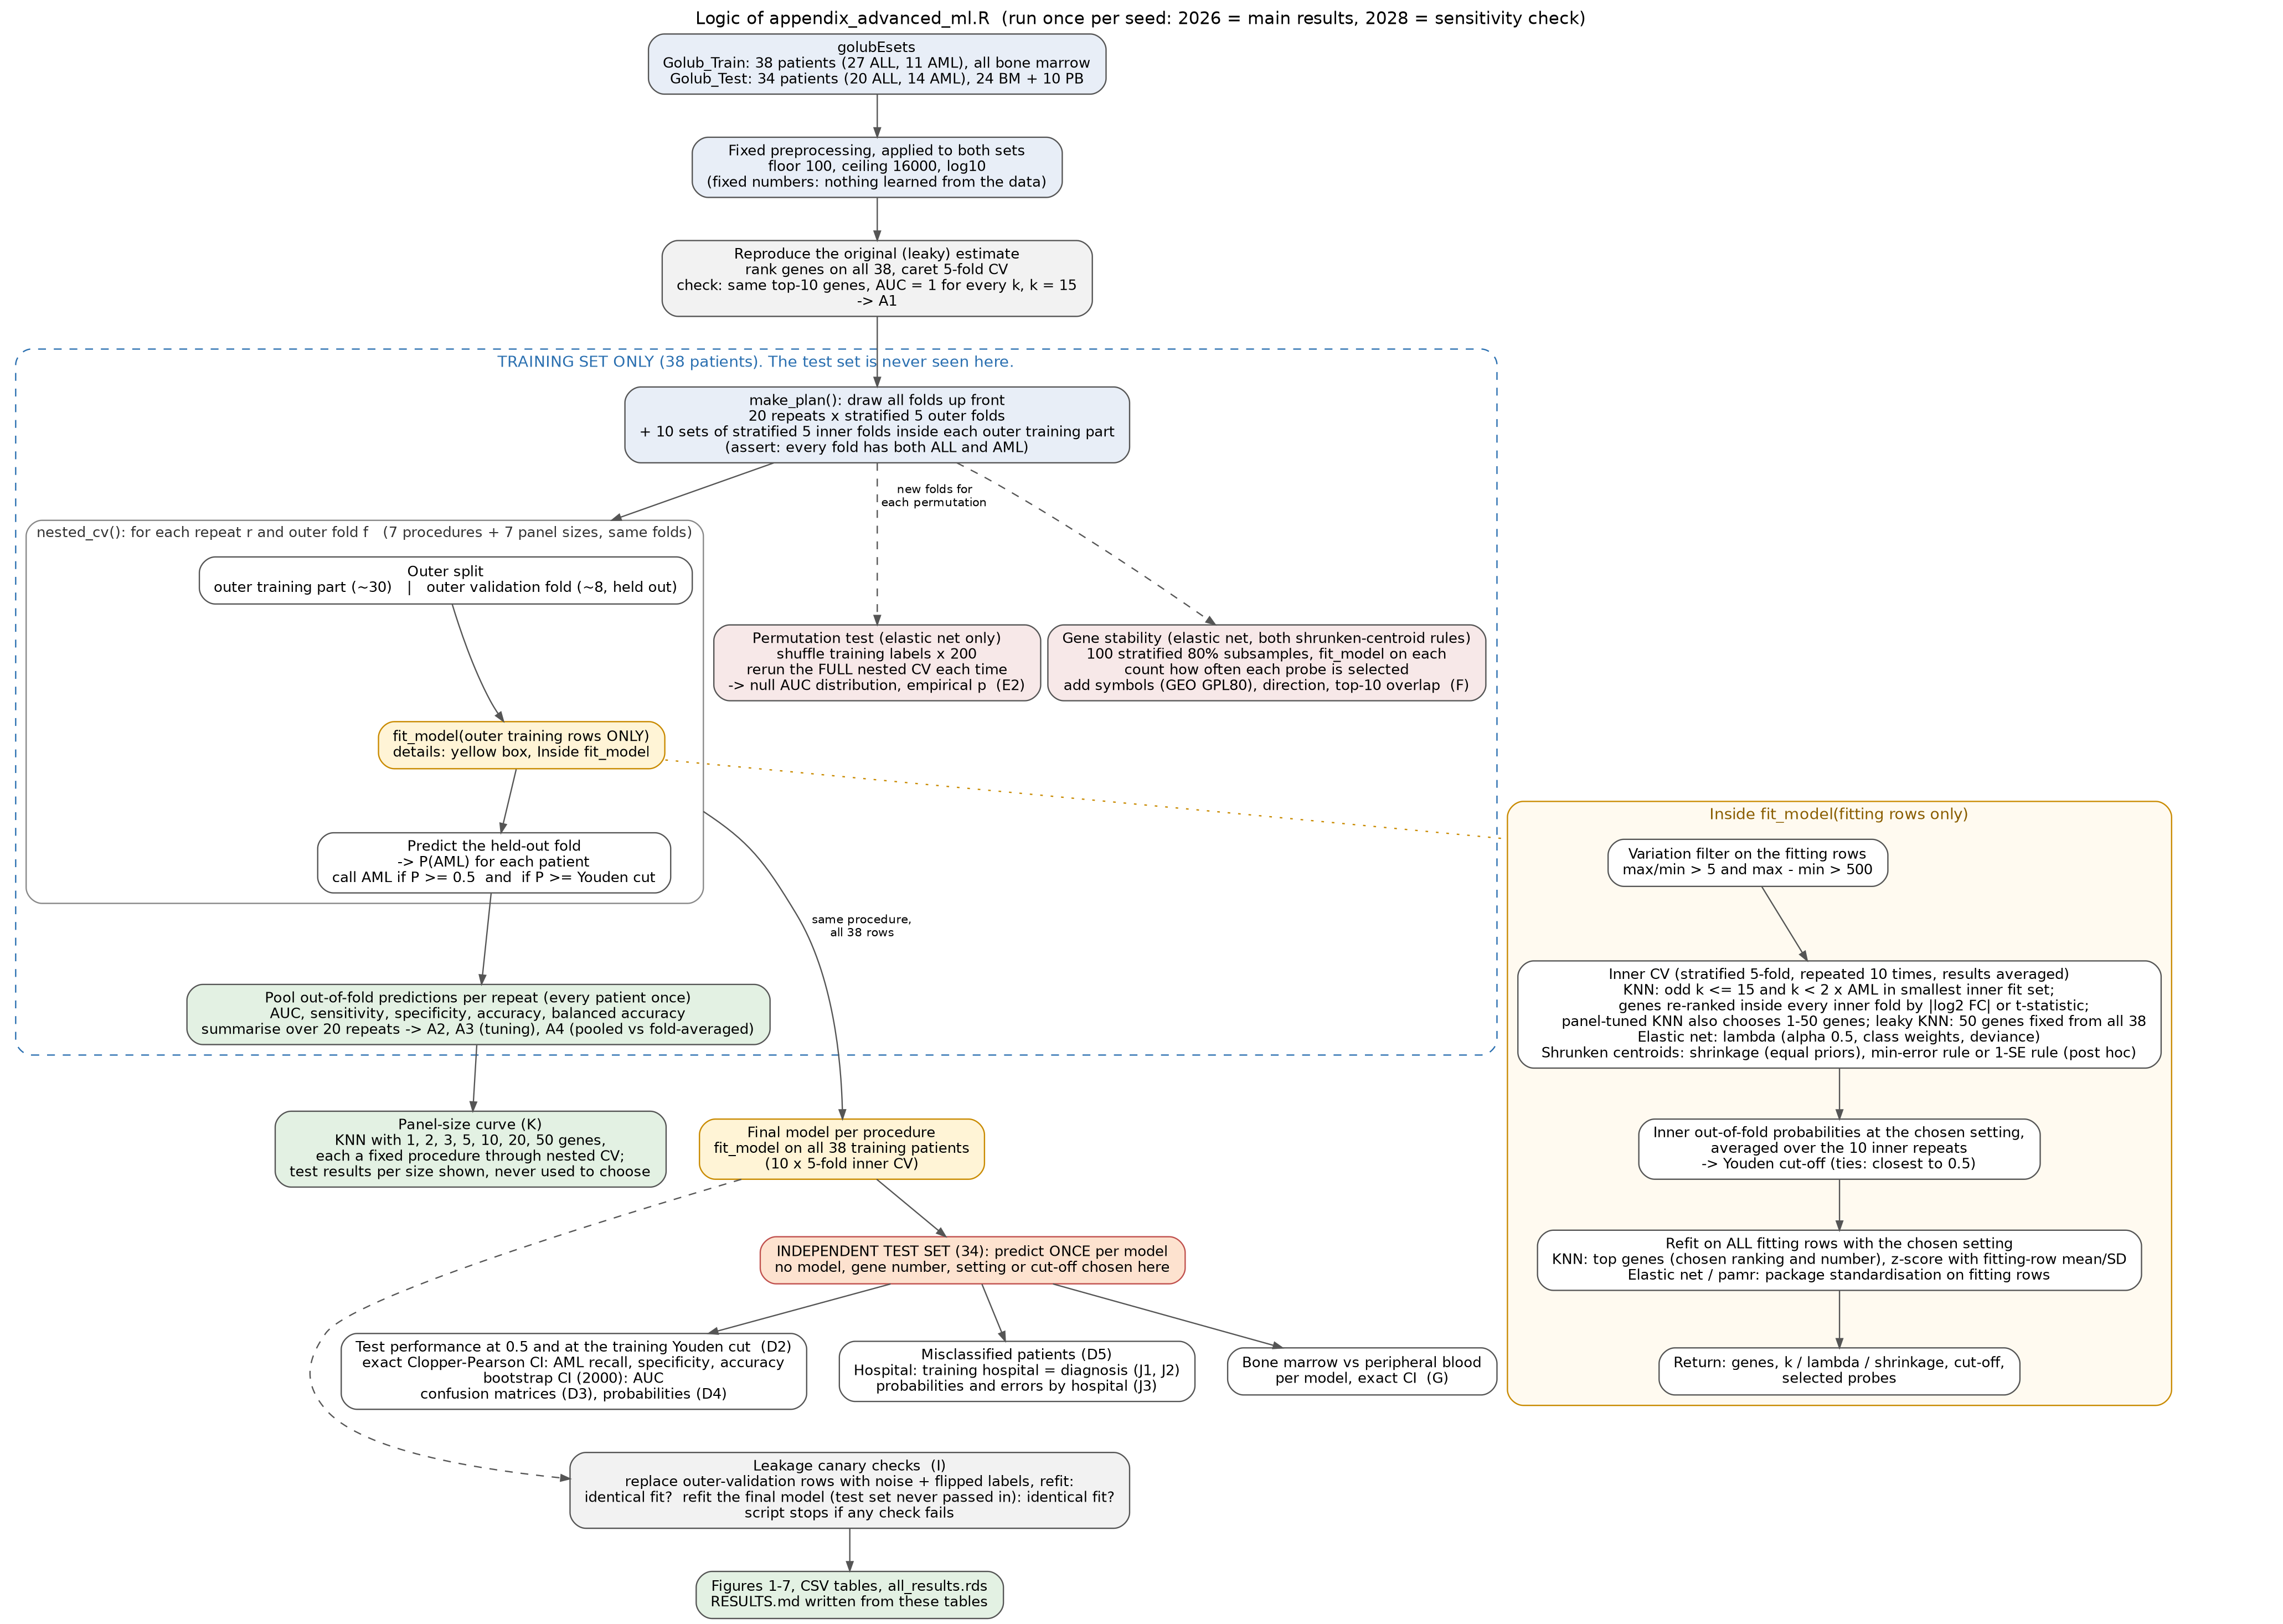 Logic of appendix_advanced_ml.R  (run once per seed: 2026 = main results, 2028 = sensitivity check)
golubEsets
Golub_Train: 38 patients (27 ALL, 11 AML), all bone marrow
Golub_Test: 34 patients (20 ALL, 14 AML), 24 BM + 10 PB
Fixed preprocessing, applied to both sets
floor 100, ceiling 16000, log10
(fixed numbers: nothing learned from the data)
Reproduce the original (leaky) estimate
rank genes on all 38, caret 5-fold CV
check: same top-10 genes, AUC = 1 for every k, k = 15
-> A1
TRAINING SET ONLY (38 patients). The test set is never seen here.
make_plan(): draw all folds up front
20 repeats x stratified 5 outer folds
+ 10 sets of stratified 5 inner folds inside each outer training part
(assert: every fold has both ALL and AML)
new folds for
each permutation
nested_cv(): for each repeat r and outer fold f   (7 procedures + 7 panel sizes, same folds)
Outer split
outer training part (~30)   |   outer validation fold (~8, held out)
Permutation test (elastic net only)
shuffle training labels x 200
rerun the FULL nested CV each time
-> null AUC distribution, empirical p  (E2)
Gene stability (elastic net, both shrunken-centroid rules)
100 stratified 80% subsamples, fit_model on each
count how often each probe is selected
add symbols (GEO GPL80), direction, top-10 overlap  (F)
fit_model(outer training rows ONLY)
details: yellow box, Inside fit_model
Predict the held-out fold
-> P(AML) for each patient
call AML if P >= 0.5  and  if P >= Youden cut
same procedure,
all 38 rows
Pool out-of-fold predictions per repeat (every patient once)
AUC, sensitivity, specificity, accuracy, balanced accuracy
summarise over 20 repeats -> A2, A3 (tuning), A4 (pooled vs fold-averaged)
Panel-size curve (K)
KNN with 1, 2, 3, 5, 10, 20, 50 genes,
each a fixed procedure through nested CV;
test results per size shown, never used to choose
Final model per procedure
fit_model on all 38 training patients
(10 x 5-fold inner CV)
INDEPENDENT TEST SET (34): predict ONCE per model
no model, gene number, setting or cut-off chosen here
Test performance at 0.5 and at the training Youden cut  (D2)
exact Clopper-Pearson CI: AML recall, specificity, accuracy
bootstrap CI (2000): AUC
confusion matrices (D3), probabilities (D4)
Misclassified patients (D5)
Hospital: training hospital = diagnosis (J1, J2)
probabilities and errors by hospital (J3)
Bone marrow vs peripheral blood
per model, exact CI  (G)
Leakage canary checks  (I)
replace outer-validation rows with noise + flipped labels, refit:
identical fit?  refit the final model (test set never passed in): identical fit?
script stops if any check fails
Figures 1-7, CSV tables, all_results.rds
RESULTS.md written from these tables
Inside fit_model(fitting rows only)
Variation filter on the fitting rows
max/min > 5 and max - min > 500
Inner CV (stratified 5-fold, repeated 10 times, results averaged)
KNN: odd k <= 15 and k < 2 x AML in smallest inner fit set;
genes re-ranked inside every inner fold by |log2 FC| or t-statistic;
panel-tuned KNN also chooses 1-50 genes; leaky KNN: 50 genes fixed from all 38
Elastic net: lambda (alpha 0.5, class weights, deviance)
Shrunken centroids: shrinkage (equal priors), min-error rule or 1-SE rule (post hoc)
Inner out-of-fold probabilities at the chosen setting,
averaged over the 10 inner repeats
-> Youden cut-off (ties: closest to 0.5)
Refit on ALL fitting rows with the chosen setting
KNN: top genes (chosen ranking and number), z-score with fitting-row mean/SD
Elastic net / pamr: package standardisation on fitting rows
Return: genes, k / lambda / shrinkage, cut-off,
selected probes